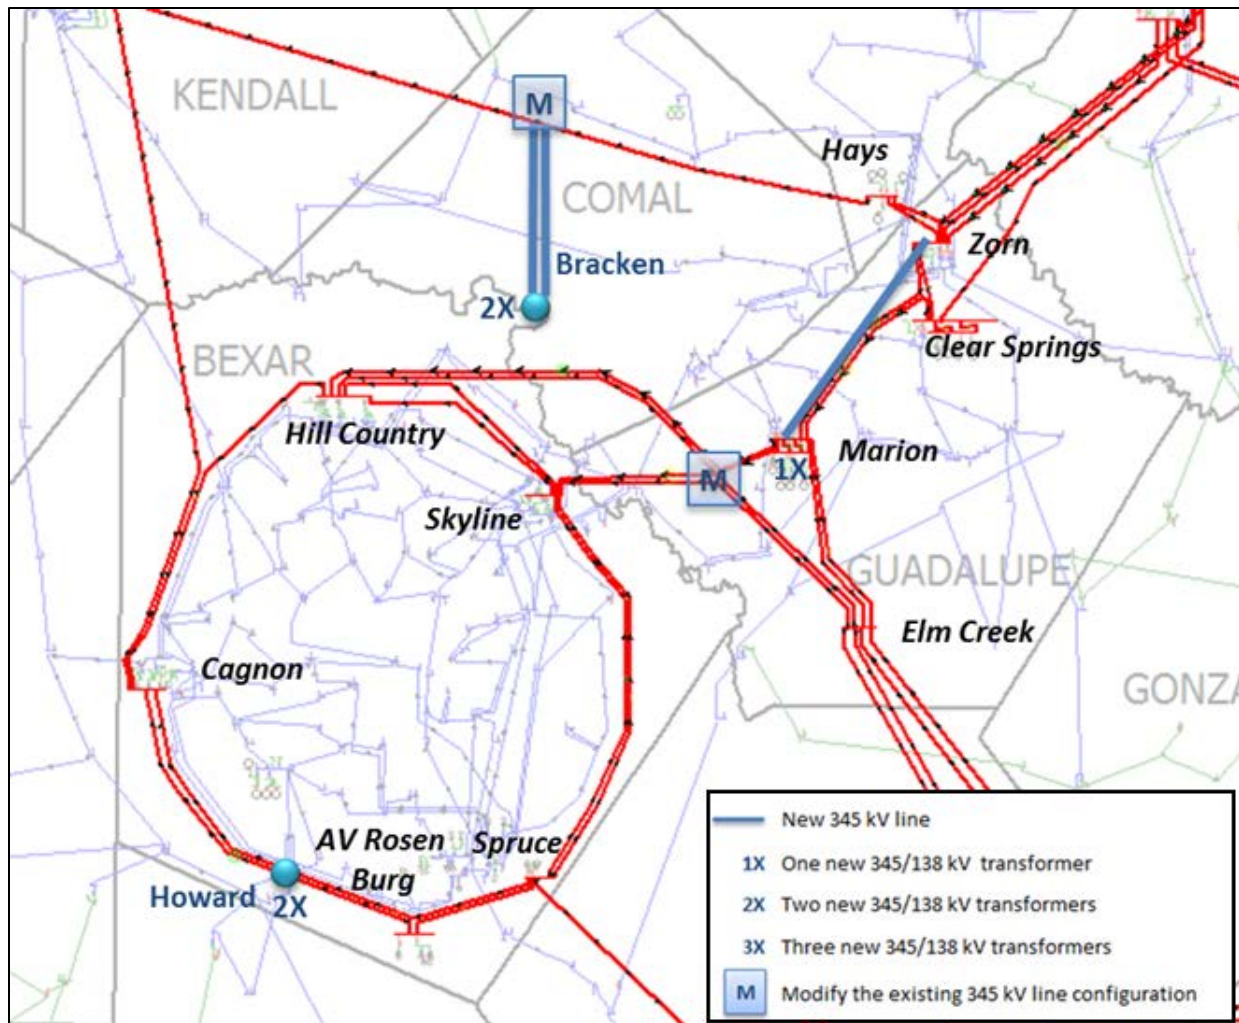 KENDALL
M
Hays
COMAL
Zorn
Bracken
2X
Clear Springs
BEXAR
Hill Country
Marion
1X
M
Skyline
GUADALUPE
Elm Creek
Cagnon
GONZA
AV Rosen
Burg
Spruce
Howard
2X
New 345 kV line
1X One new 345/138 kV transformer
2X Two new 345/138 kV transformers
3X Three new 345/138 kV transformers
M Modify the existing 345 kV line configuration